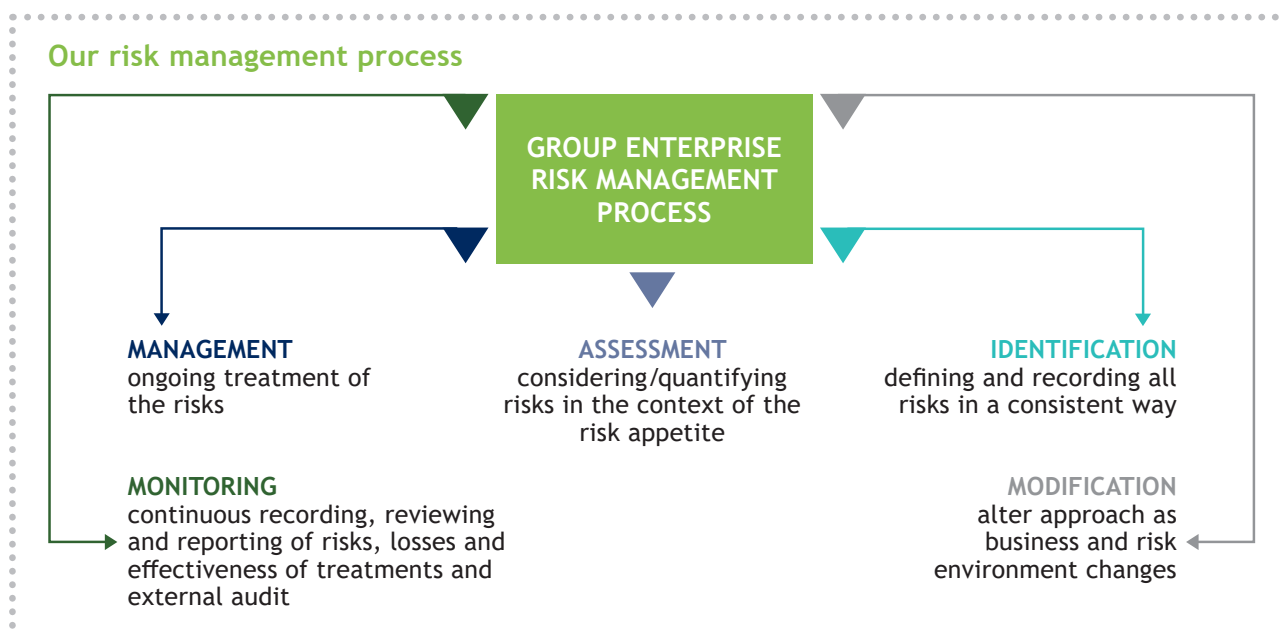 Our risk management process
GROUP ENTERPRISE
RISK MANAGEMENT
PROCESS
MANAGEMENT
ongoing treatment of
the risks
ASSESSMENT
considering/quantifying
risks in the context of the
risk appetite
IDENTIFICATION
defining and recording all
risks in a consistent way
MONITORING
continuous recording, reviewing
and reporting of risks, losses and
effectiveness of treatments and
external audit
MODIFICATION
alter approach as
business and risk
environment changes